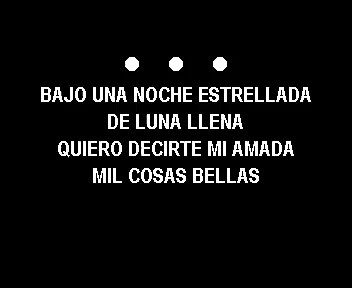 BAJO UNA NOCHE ESTRELLADA
DE LUNA LLENA
QUIERO DECIRTE MI AMADA
MIL COSAS BELLAS